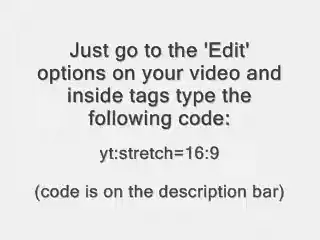 Just go to the 'Edit'
options on your video and
inside tags type the
following code:
yt:stretch=16:9
(code is on the description bar)